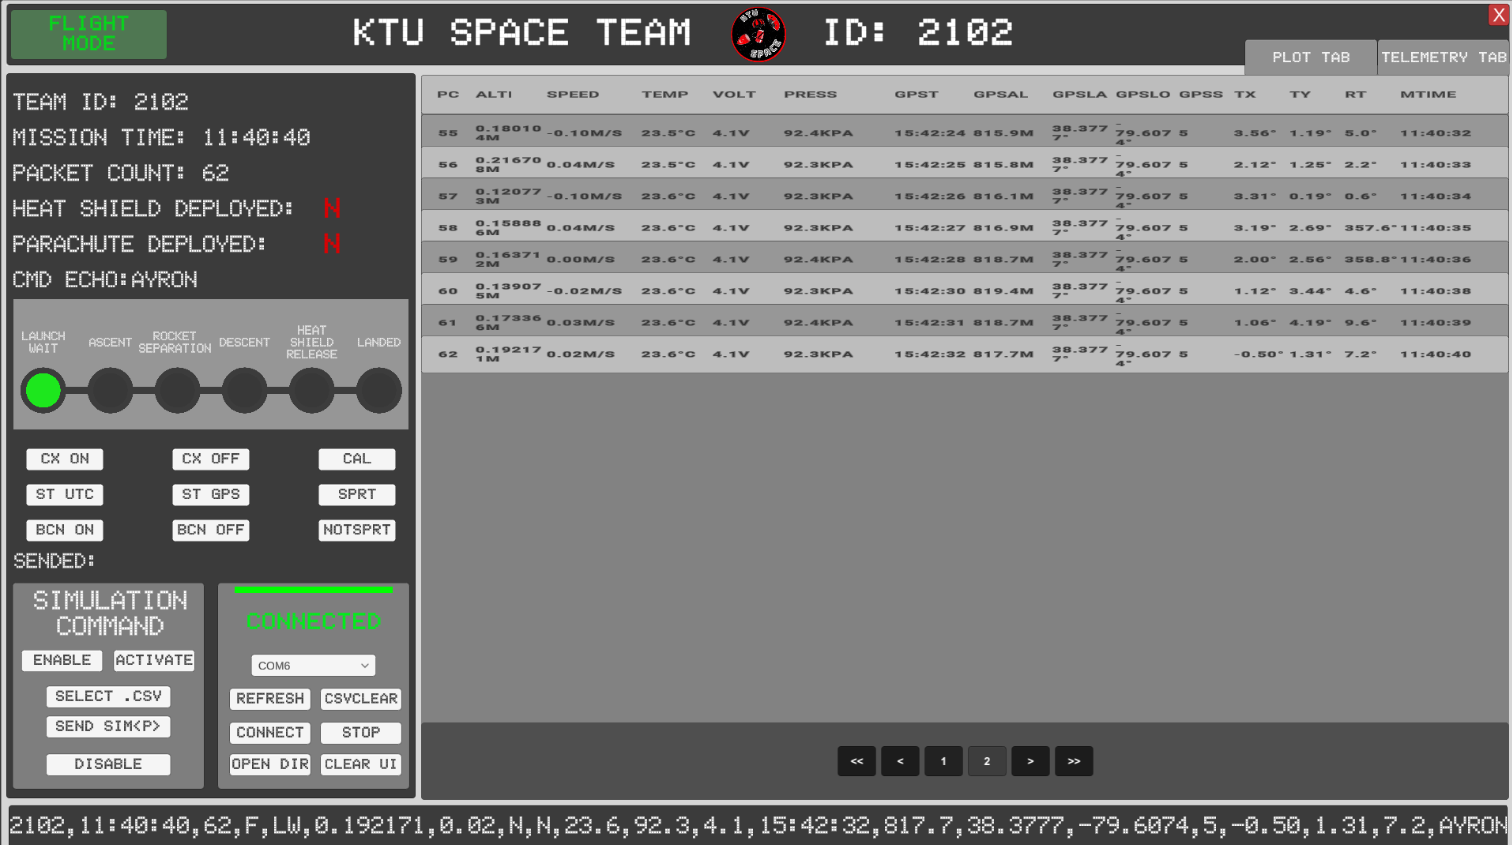 FLIGHT
MODE
KTU SPACE TEAM
KTU
SPACE
ID: 2102
X
PLOT TAB
TELEMETRY TAB
TEAM ID: 2102
MISSION TIME: 11:40:40
PACKET COUNT: 62
HEAT SHIELD DEPLOYED: N
PARACHUTE DEPLOYED: N
CMD ECHO:AYRON
LAUNCH WAIT
ASCENT
ROCKET SEPARATION
DESCENT
HEAT SHIELD RELEASE
LANDED
CX ON CX OFF CAL
ST UTC ST GPS SPRT
BCN ON BCN OFF NOTSPRT
SENDED:
SIMULATION
COMMAND
ENABLE ACTIVATE
SELECT .CSV
SEND SIM<P>
DISABLE
CONNECTED
COM6
REFRESH CSVCLEAR
CONNECT STOP
OPEN DIR CLEAR UI
PC ALTI SPEED TEMP VOLT PRESS GPST GPSAL GPSLA GPSLO GPSS TX TY RT MTIME
55 0.180104M -0.10M/S 23.5°C 4.1V 92.4KPA 15:42:24 815.9M 38.3777° -79.6074° 5 3.56° 1.19° 5.0° 11:40:32
56 0.216708M 0.04M/S 23.5°C 4.1V 92.3KPA 15:42:25 815.8M 38.3777° -79.6074° 5 2.12° 1.25° 2.2° 11:40:33
57 0.120773M -0.10M/S 23.6°C 4.1V 92.3KPA 15:42:26 816.1M 38.3777° -79.6074° 5 3.31° 0.19° 0.6° 11:40:34
58 0.158886M 0.04M/S 23.6°C 4.1V 92.3KPA 15:42:27 816.9M 38.3777° -79.6074° 5 3.19° 2.69° 357.6° 11:40:35
59 0.163712M 0.00M/S 23.6°C 4.1V 92.4KPA 15:42:28 818.7M 38.3777° -79.6074° 5 2.00° 2.56° 358.8° 11:40:36
60 0.139075M -0.02M/S 23.6°C 4.1V 92.3KPA 15:42:30 819.4M 38.3777° -79.6074° 5 1.12° 3.44° 4.6° 11:40:38
61 0.173366M 0.03M/S 23.6°C 4.1V 92.4KPA 15:42:31 818.7M 38.3777° -79.6074° 5 1.06° 4.19° 9.6° 11:40:39
62 0.192171M 0.02M/S 23.6°C 4.1V 92.3KPA 15:42:32 817.7M 38.3777° -79.6074° 5 -0.50° 1.31° 7.2° 11:40:40
<< < 1 2 > >>
2102,11:40:40,62,F,LW,0.192171,0.02,N,N,23.6,92.3,4.1,15:42:32,817.7,38.3777,-79.6074,5,-0.50,1.31,7.2,AYRON